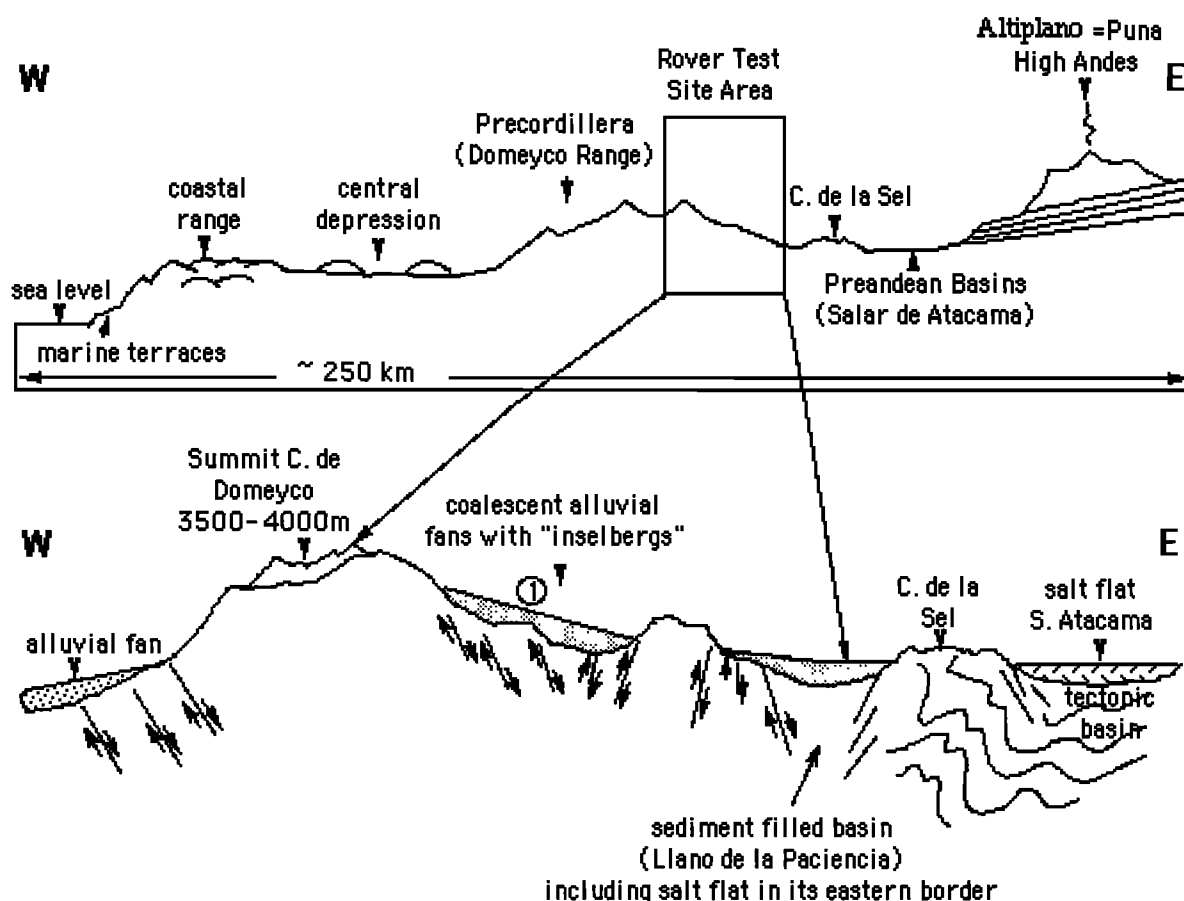 Altiplano =Puna
High Andes
W
Rover Test
Site Area
E
Precordillera
(Domeyco Range)
coastal
range
central
depression
C. de la Sel
sea level
Preandean Basins
(Salar de Atacama)
marine terraces
~ 250 km
Summit C. de
Domeyco
3500-4000m
coalescent alluvial
fans with "inselbergs"
W
E
1
C. de la
Sel
salt flat
S. Atacama
alluvial fan
tectonic
basin
sediment filled basin
(Llano de la Paciencia)
including salt flat in its eastern border